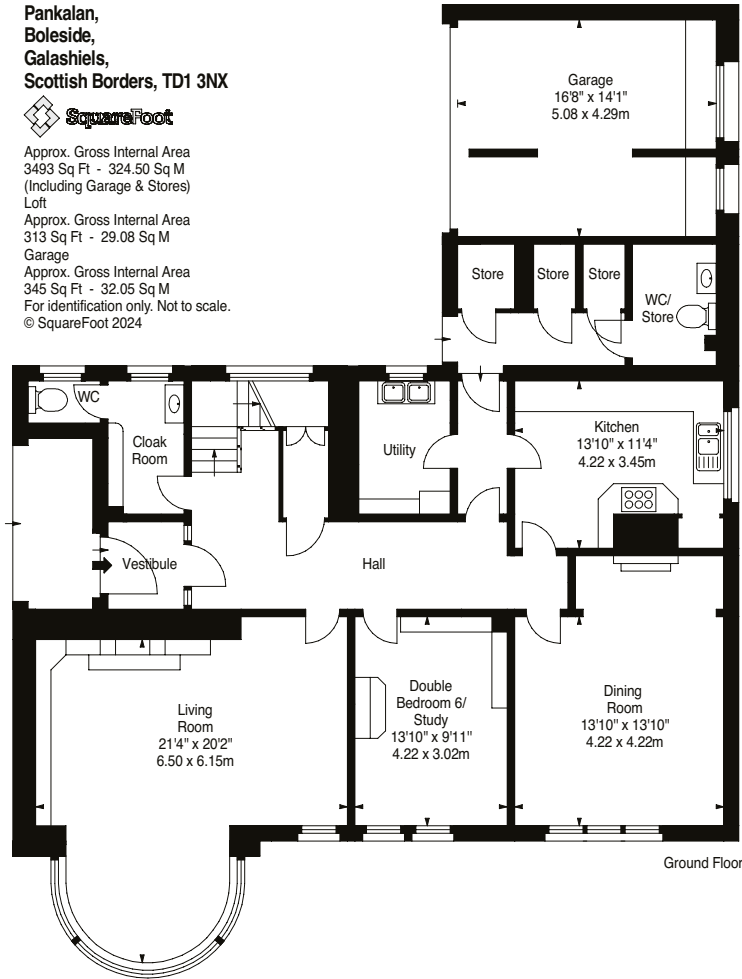 Pankalan,
Boleside,
Galashiels,
Scottish Borders, TD1 3NX
SquareFoot
Approx. Gross Internal Area
3493 Sq Ft - 324.50 Sq M
(Including Garage & Stores)
Loft
Approx. Gross Internal Area
313 Sq Ft - 29.08 Sq M
Garage
Approx. Gross Internal Area
345 Sq Ft - 32.05 Sq M
For identification only. Not to scale.
© SquareFoot 2024
Garage
16'8" x 14'1"
5.08 x 4.29m
Store
Store
Store
WC/
Store
WC
Cloak
Room
Utility
Kitchen
13'10" x 11'4"
4.22 x 3.45m
Vestibule
Hall
Living
Room
21'4" x 20'2"
6.50 x 6.15m
Double
Bedroom 6/
Study
13'10" x 9'11"
4.22 x 3.02m
Dining
Room
13'10" x 13'10"
4.22 x 4.22m
Ground Floor